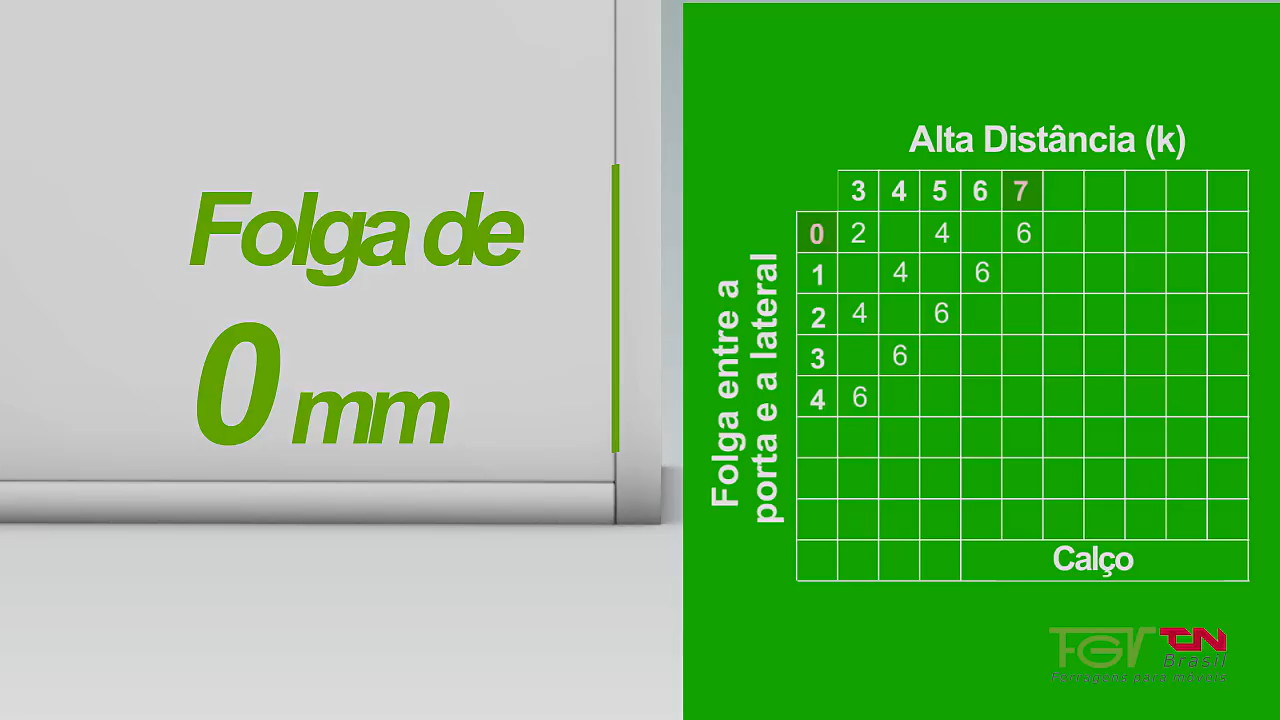 Folga de
0 mm
Alta Distância (k)
3 4 5 6 7
0 2 4 6
1 4 6
2 4 6
3 6
4 6
Folga entre a
porta e a lateral
Calço
FGV TN
Brasil
Ferragens para móveis